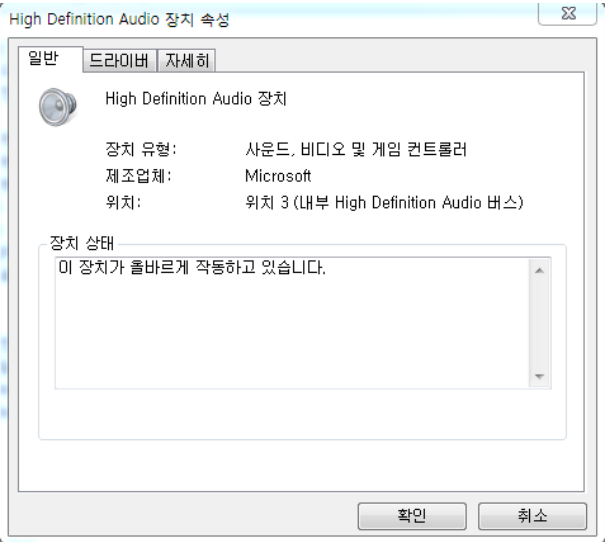 High Definition Audio 장치 속성
일반 드라이버 자세히
High Definition Audio 장치
장치 유형: 사운드, 비디오 및 게임 컨트롤러
제조업체: Microsoft
위치: 위치 3 (내부 High Definition Audio 버스)
장치 상태
이 장치가 올바르게 작동하고 있습니다.
확인 취소